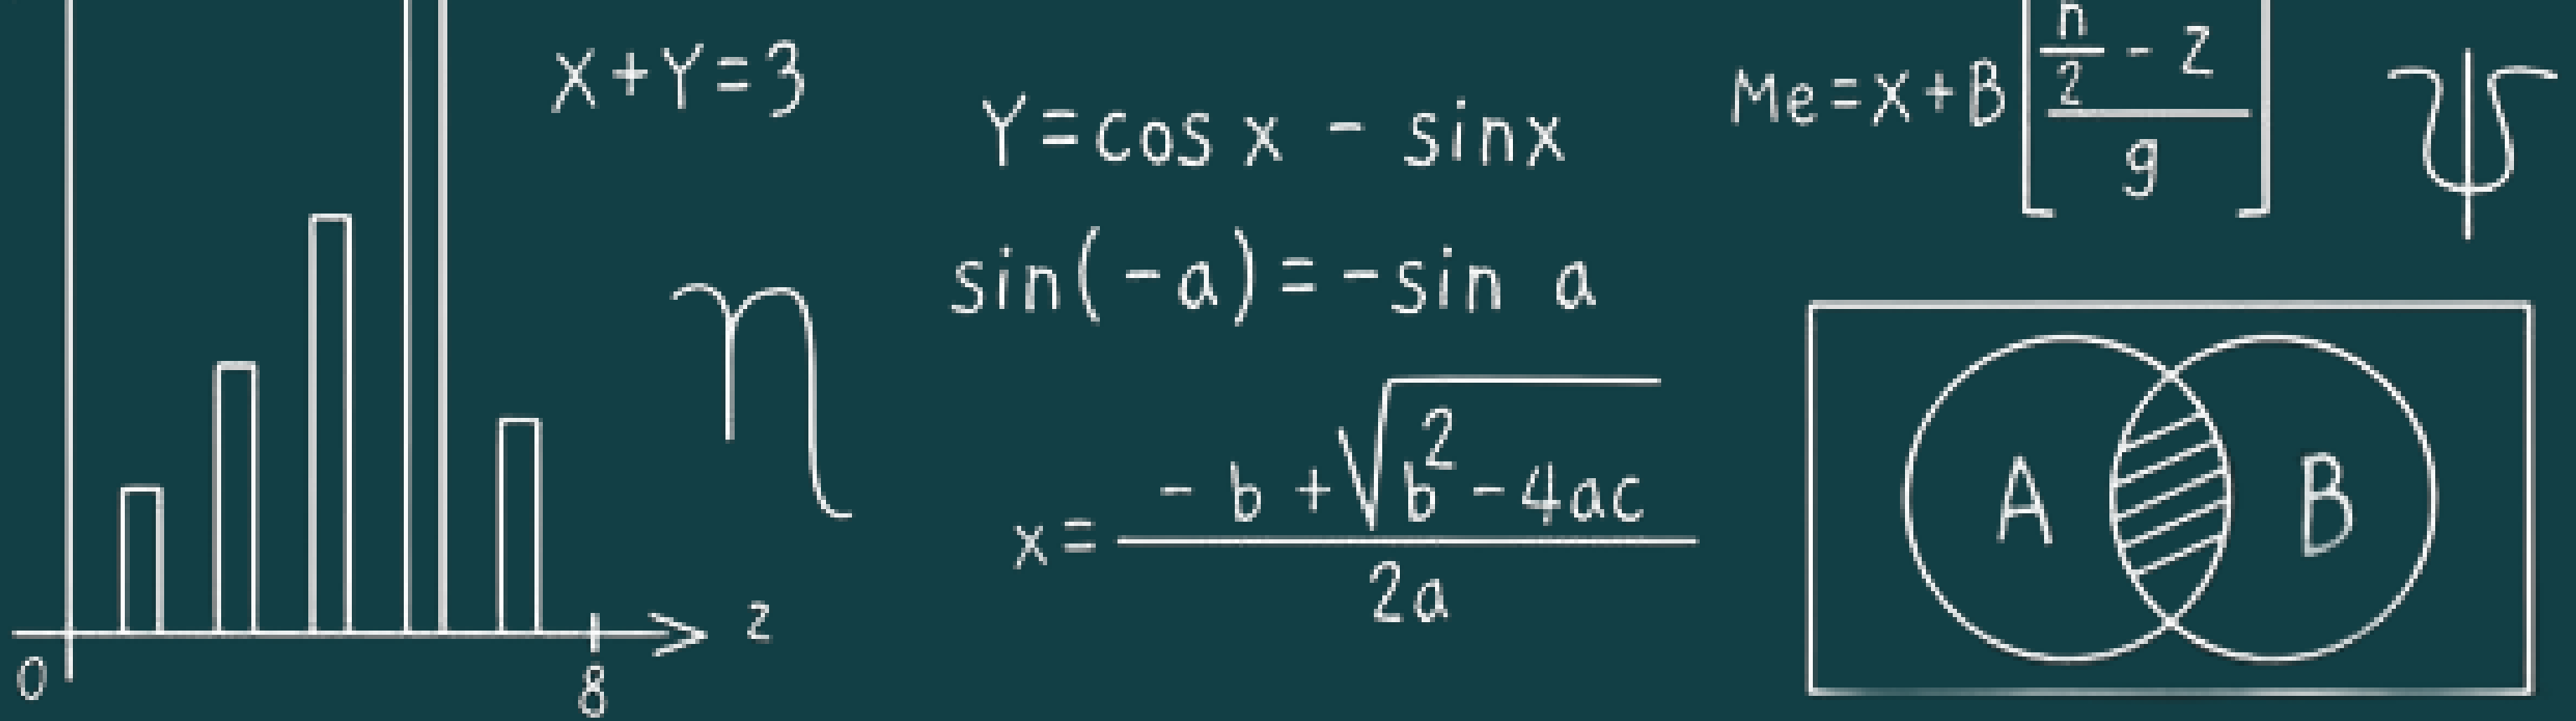 X+Y=3
Y=cos x - sinx
sin(-a)=-sin a
η
x= -b+√b²-4ac / 2a
Me=X+B[n/2 - z / g]
ψ
A B
0 8 z